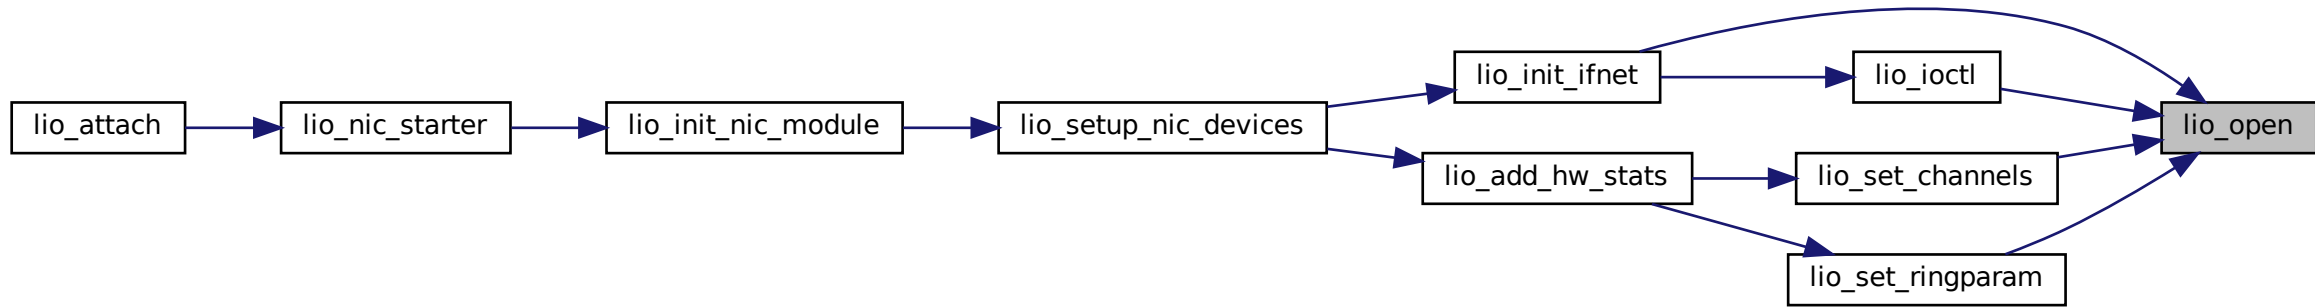 lio_attach
lio_nic_starter
lio_init_nic_module
lio_setup_nic_devices
lio_init_ifnet
lio_ioctl
lio_open
lio_add_hw_stats
lio_set_channels
lio_set_ringparam